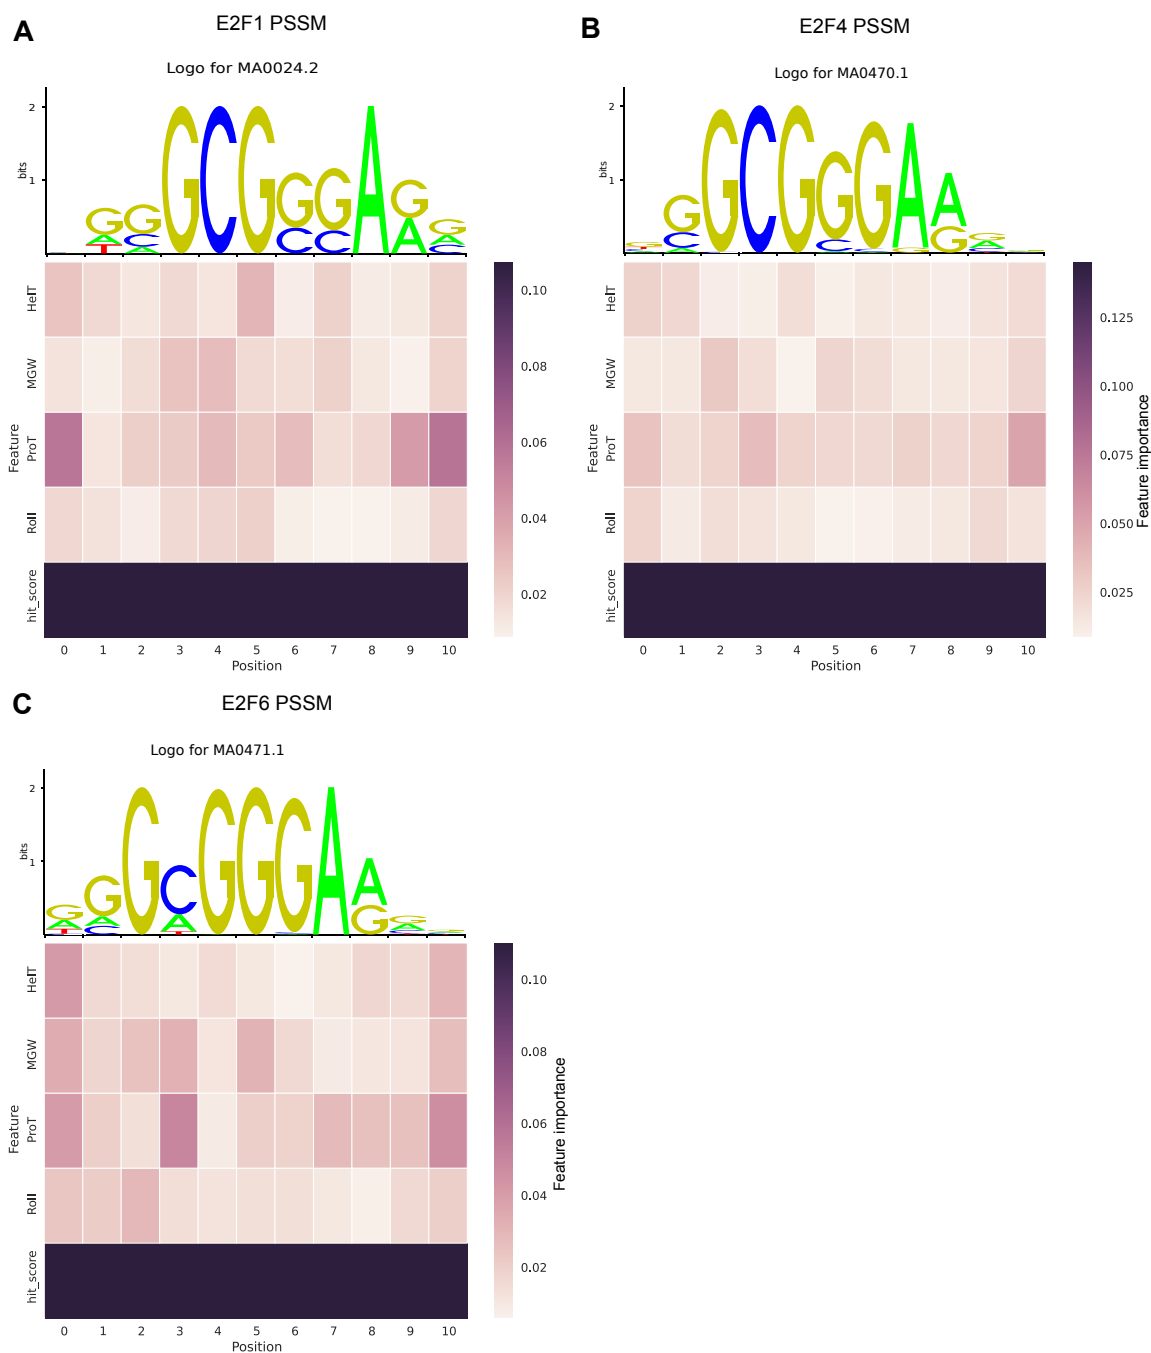 A
E2F1 PSSM
Logo for MA0024.2
2
1
bits
G A T
G C A
G
C
G
G C
G C
A
G A
G A C
HelT
MGW
ProT
Roll
hit_score
Feature
0 1 2 3 4 5 6 7 8 9 10
Position
0.10
0.08
0.06
0.04
0.02
B
E2F4 PSSM
Logo for MA0470.1
2
1
bits
G C A
G
C
G
G C
G
A G
A G
G A
HelT
MGW
ProT
Roll
hit_score
Feature
0 1 2 3 4 5 6 7 8 9 10
Position
0.125
0.100
0.075
0.050
0.025
Feature importance
C
E2F6 PSSM
Logo for MA0471.1
2
1
bits
G A T
G A C
G
C A T
G
G
G
A
A G
G A
HelT
MGW
ProT
Roll
hit_score
Feature
0 1 2 3 4 5 6 7 8 9 10
Position
0.10
0.08
0.06
0.04
0.02
Feature importance